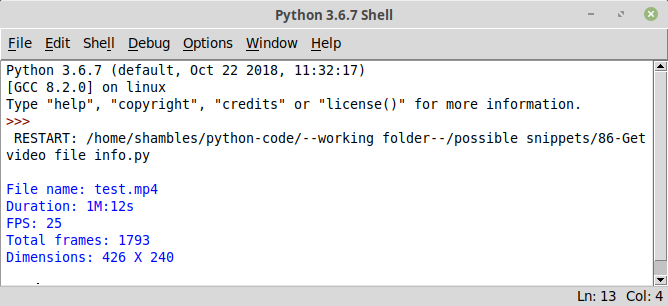 Python 3.6.7 Shell
File Edit Shell Debug Options Window Help
Python 3.6.7 (default, Oct 22 2018, 11:32:17)
[GCC 8.2.0] on linux
Type "help", "copyright", "credits" or "license()" for more information.
>>>
RESTART: /home/shambles/python-code/--working folder--/possible snippets/86-Get
video file info.py
File name: test.mp4
Duration: 1M:12s
FPS: 25
Total frames: 1793
Dimensions: 426 X 240
Ln: 13 Col: 4